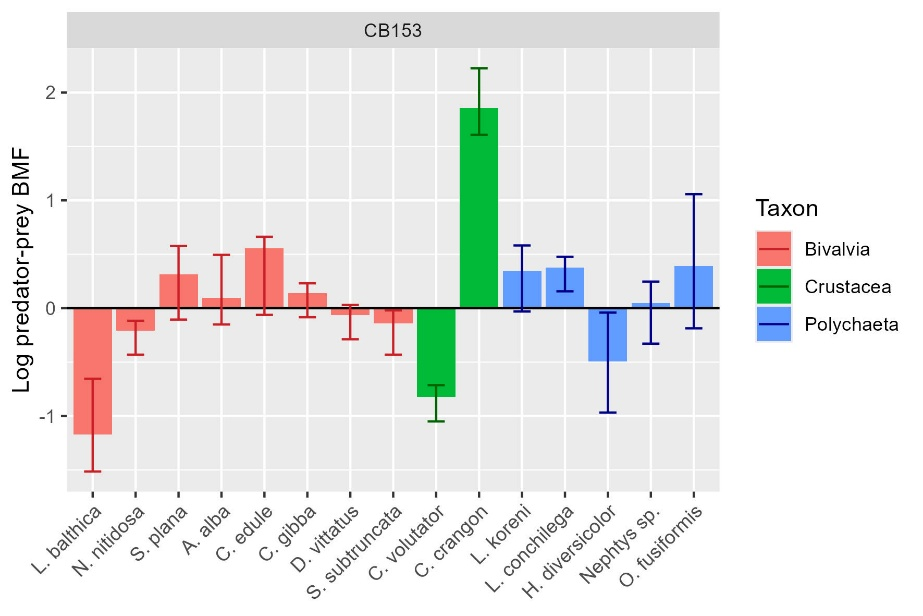 CB153
Log predator-prey BMF
2
1
0
-1
L. balthica
N. nitidosa
S. plana
A. alba
C. edule
C. gibba
D. vittatus
S. subtruncata
C. volutator
C. crangon
L. koreni
L. conchilega
H. diversicolor
Nephtys sp.
O. fusiformis
Taxon
Bivalvia
Crustacea
Polychaeta